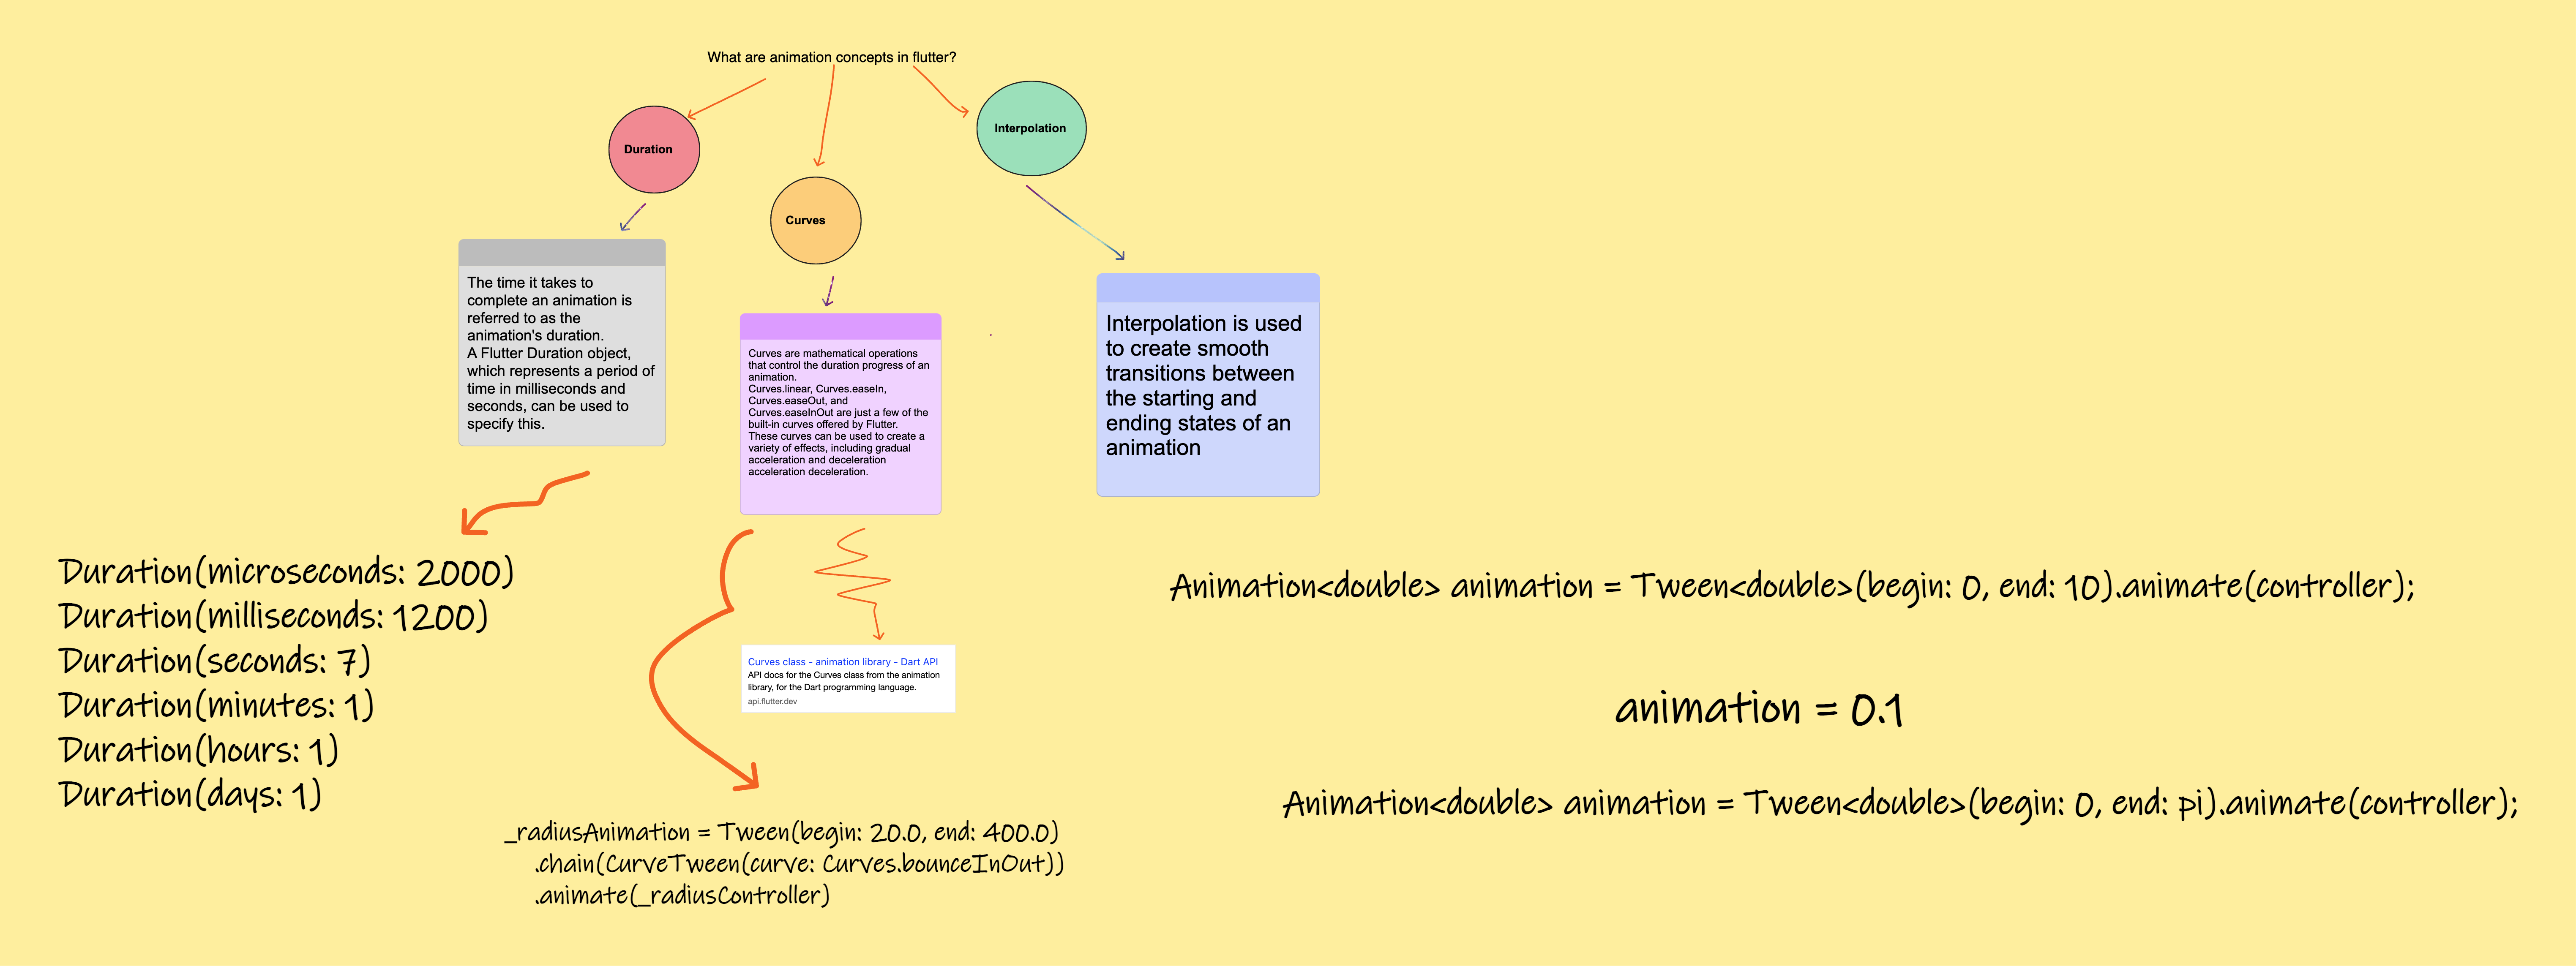 What are animation concepts in flutter?
Duration
Curves
Interpolation
The time it takes to
complete an animation is
referred to as the
animation's duration.
A Flutter Duration object,
which represents a period of
time in milliseconds and
seconds, can be used to
specify this.
Curves are mathematical operations
that control the duration progress of an
animation.
Curves.linear, Curves.easeIn,
Curves.easeOut, and
Curves.easeInOut are just a few of the
built-in curves offered by Flutter.
These curves can be used to create a
variety of effects, including gradual
acceleration and deceleration
acceleration deceleration.
Interpolation is used
to create smooth
transitions between
the starting and
ending states of an
animation
Duration(microseconds: 2000)
Duration(milliseconds: 1200)
Duration(seconds: 7)
Duration(minutes: 1)
Duration(hours: 1)
Duration(days: 1)
Curves class - animation library - Dart API
API docs for the Curves class from the animation
library, for the Dart programming language.
api.flutter.dev
_radiusAnimation = Tween(begin: 20.0, end: 400.0)
.chain(CurveTween(curve: Curves.bounceInOut))
.animate(_radiusController)
Animation<double> animation = Tween<double>(begin: 0, end: 10).animate(controller);
animation = 0.1
Animation<double> animation = Tween<double>(begin: 0, end: pi).animate(controller);